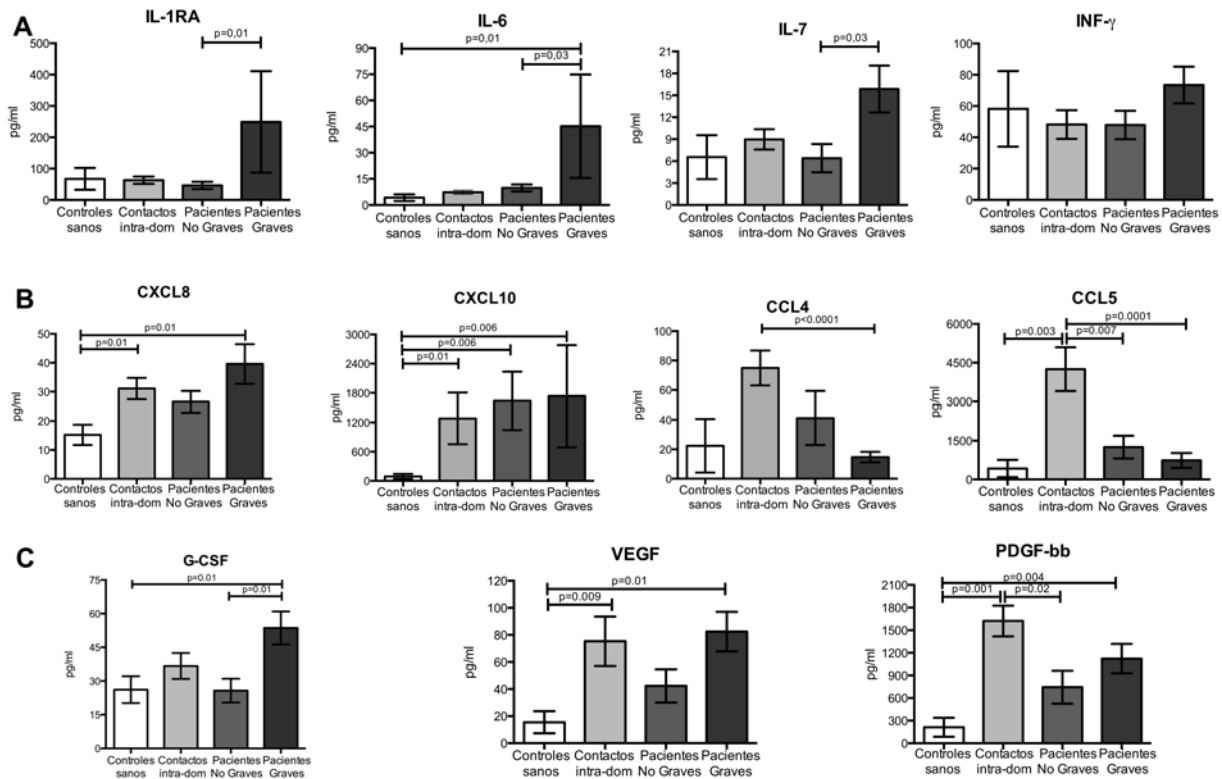 A
IL-1RA
p=0,01
500
400
300
200
100
0
pg/ml
Controles sanos
Contactos intra-dom
Pacientes No Graves
Pacientes Graves
IL-6
p=0,01
p=0,03
90
75
60
45
30
15
0
pg/ml
Controles sanos
Contactos intra-dom
Pacientes No Graves
Pacientes Graves
IL-7
p=0,03
21
18
15
12
9
6
3
0
pg/ml
Controles sanos
Contactos intra-dom
Pacientes No Graves
Pacientes Graves
INF-γ
100
80
60
40
20
0
pg/ml
Controles sanos
Contactos intra-dom
Pacientes No Graves
Pacientes Graves
B
CXCL8
p=0.01
p=0.01
50
40
30
20
10
0
pg/ml
Controles sanos
Contactos intra-dom
Pacientes No Graves
Pacientes Graves
CXCL10
p=0.006
p=0.006
p=0.01
3000
2400
1800
1200
600
0
pg/ml
Controles sanos
Contactos intra-dom
Pacientes No Graves
Pacientes Graves
CCL4
p<0.0001
100
80
60
40
20
0
pg/ml
Controles sanos
Contactos intra-dom
Pacientes No Graves
Pacientes Graves
CCL5
p=0.0001
p=0.003
p=0.007
6000
4500
3000
1500
0
pg/ml
Controles sanos
Contactos intra-dom
Pacientes No Graves
Pacientes Graves
C
G-CSF
p=0.01
p=0.01
75
60
45
30
15
0
pg/ml
Controles sanos
Contactos intra-dom
Pacientes No Graves
Pacientes Graves
VEGF
p=0.01
p=0.009
120
100
80
60
40
20
0
pg/ml
Controles sanos
Contactos intra-dom
Pacientes No Graves
Pacientes Graves
PDGF-bb
p=0.004
p=0.001
p=0.02
2100
1800
1500
1200
900
600
300
0
pg/ml
Controles sanos
Contactos intra-dom
Pacientes No Graves
Pacientes Graves